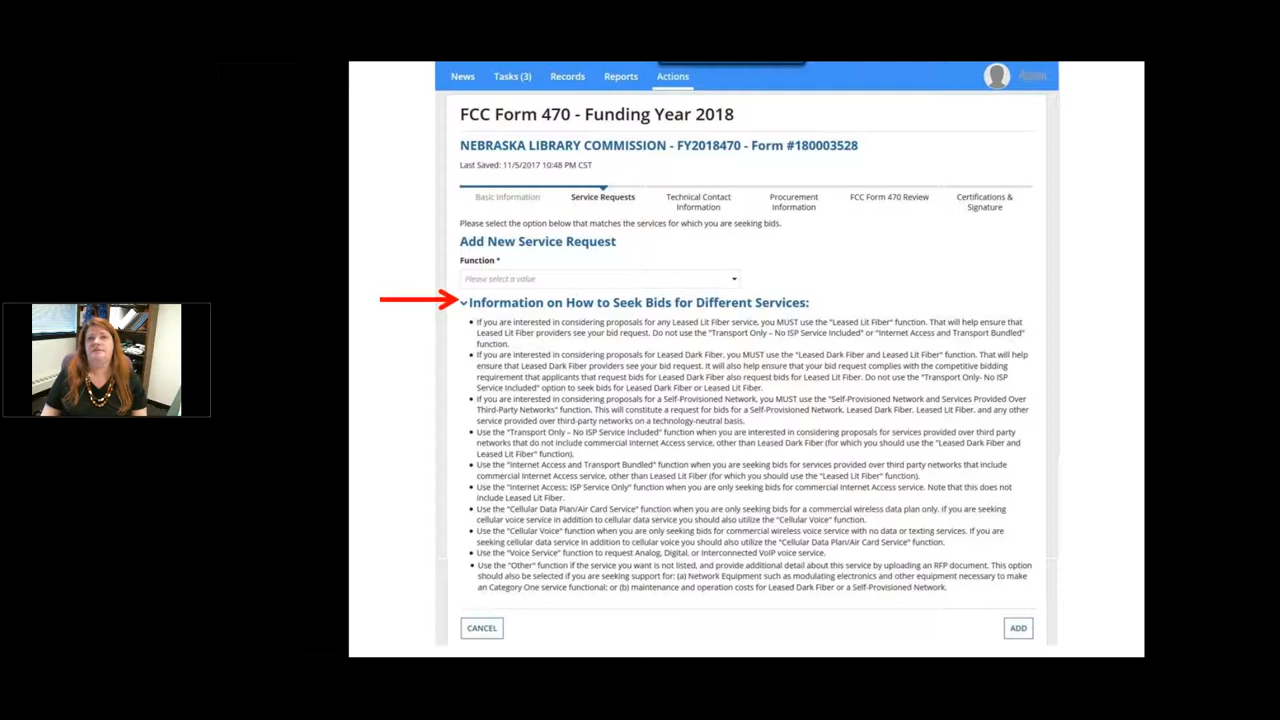 News Tasks (3) Records Reports Actions
FCC Form 470 - Funding Year 2018
NEBRASKA LIBRARY COMMISSION - FY2018470 - Form #180003528
Last Saved: 11/5/2017 10:48 PM CST
Basic Information Service Requests Technical Contact Information Procurement Information FCC Form 470 Review Certifications & Signature
Please select the option below that matches the services for which you are seeking bids.
Add New Service Request
Function *
Please select a value
Information on How to Seek Bids for Different Services:
• If you are interested in considering proposals for any Leased Lit Fiber service, you MUST use the "Leased Lit Fiber" function. That will help ensure that
Leased Lit Fiber providers see your bid request. Do not use the "Transport Only – No ISP Service Included" or "Internet Access and Transport Bundled"
function.
• If you are interested in considering proposals for Leased Dark Fiber, you MUST use the "Leased Dark Fiber and Leased Lit Fiber" function. That will help
ensure that Leased Dark Fiber providers see your bid request. It will also help ensure that your bid request complies with the competitive bidding
requirement that applicants that request bids for Leased Dark Fiber also request bids for Leased Lit Fiber. Do not use the "Transport Only- No ISP
Service Included" option to seek bids for Leased Dark Fiber or Leased Lit Fiber.
• If you are interested in considering proposals for a Self-Provisioned Network, you MUST use the "Self-Provisioned Network and Services Provided Over
Third-Party Networks" function. This will constitute a request for bids for a Self-Provisioned Network, Leased Dark Fiber, Leased Lit Fiber, and any other
service provided over third-party networks on a technology-neutral basis.
• Use the "Transport Only – No ISP Service Included" function when you are interested in considering proposals for services provided over third party
networks that do not include commercial Internet Access service, other than Leased Dark Fiber (for which you should use the "Leased Dark Fiber and
Leased Lit Fiber" function).
• Use the "Internet Access and Transport Bundled" function when you are seeking bids for services provided over third party networks that include
commercial Internet Access service, other than Leased Lit Fiber (for which you should use the "Leased Lit Fiber" function).
• Use the "Internet Access: ISP Service Only" function when you are only seeking bids for commercial Internet Access service. Note that this does not
include Leased Lit Fiber.
• Use the "Cellular Data Plan/Air Card Service" function when you are only seeking bids for a commercial wireless data plan only. If you are seeking
cellular voice service in addition to cellular data service you should also utilize the "Cellular Voice" function.
• Use the "Cellular Voice" function when you are only seeking bids for commercial wireless voice service with no data or texting services. If you are
seeking cellular data service in addition to cellular voice you should also utilize the "Cellular Data Plan/Air Card Service" function.
• Use the "Voice Service" function to request Analog, Digital, or Interconnected VoIP voice service.
• Use the "Other" function if the service you want is not listed, and provide additional detail about this service by uploading an RFP document. This option
should also be selected if you are seeking support for: (a) Network Equipment such as modulating electronics and other equipment necessary to make
an Category One service functional; or (b) maintenance and operation costs for Leased Dark Fiber or a Self-Provisioned Network.
CANCEL ADD